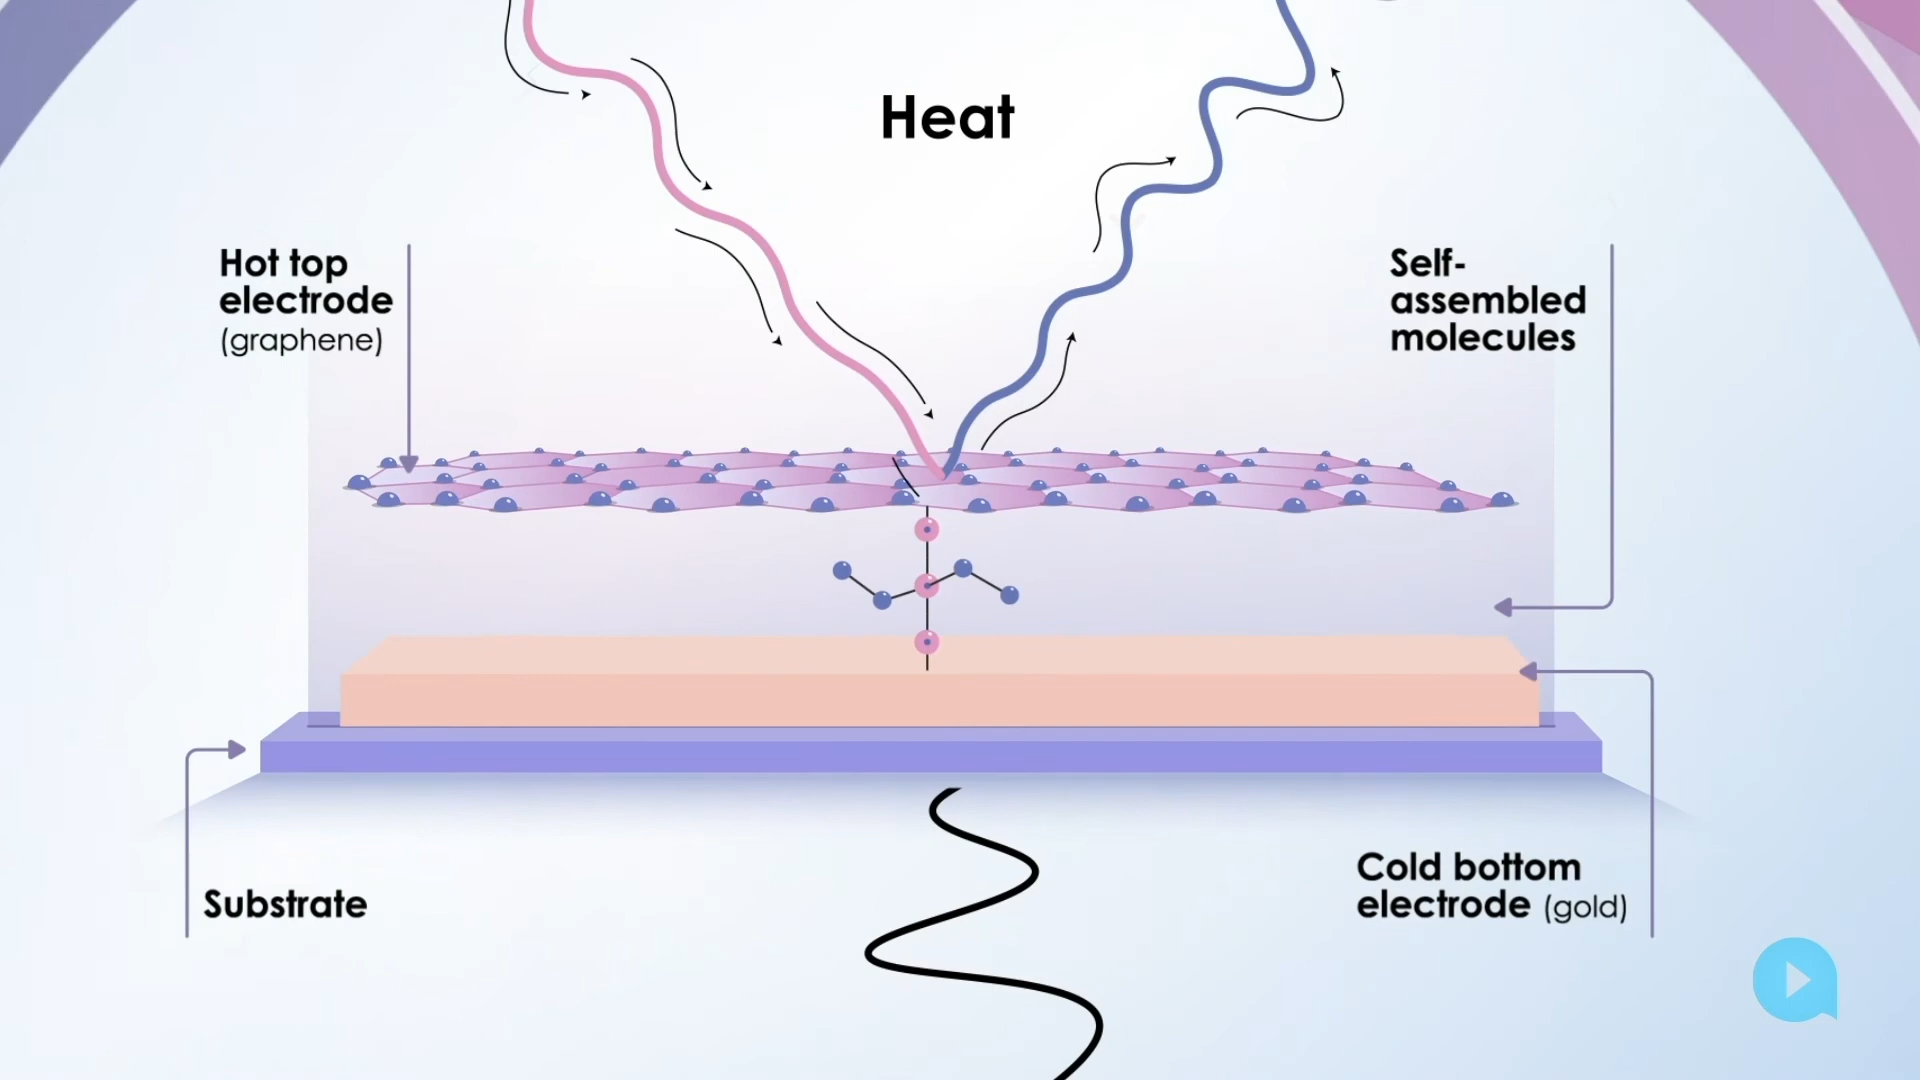 Heat
Hot top
electrode
(graphene)
Self-
assembled
molecules
Substrate
Cold bottom
electrode (gold)